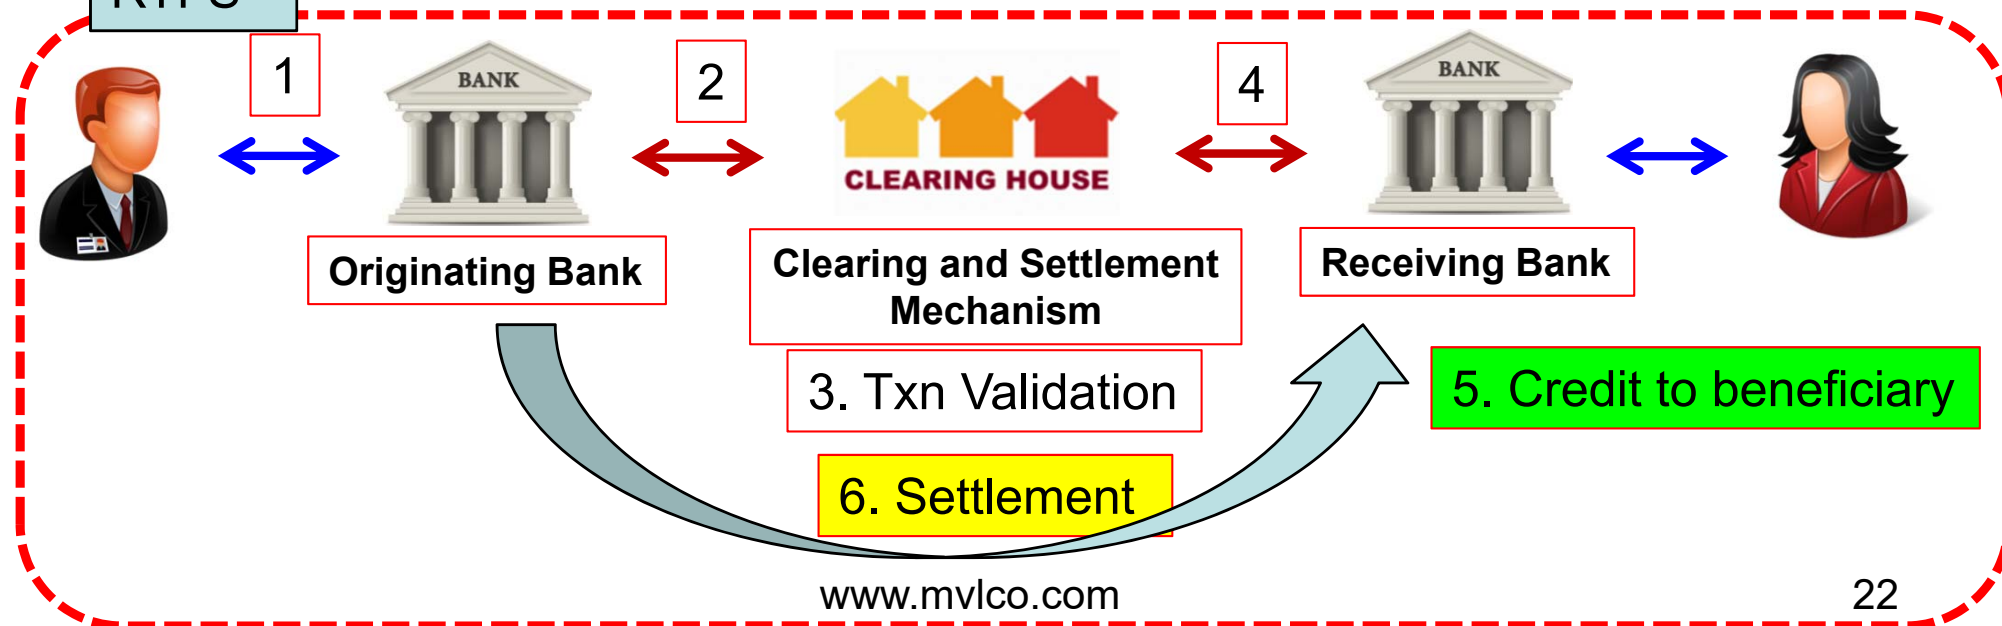 1
BANK
2
CLEARING HOUSE
4
BANK
Originating Bank
Clearing and Settlement
Mechanism
Receiving Bank
3. Txn Validation
5. Credit to beneficiary
6. Settlement
www.mvlco.com
22